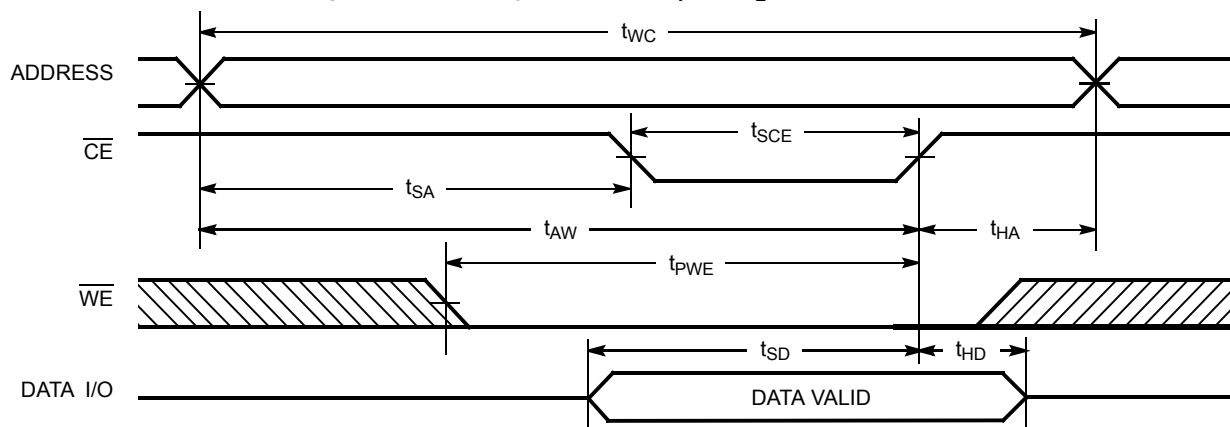 tWC
ADDRESS
CE
tSCE
tSA
tAW
tHA
tPWE
WE
tSD
tHD
DATA I/O
DATA VALID